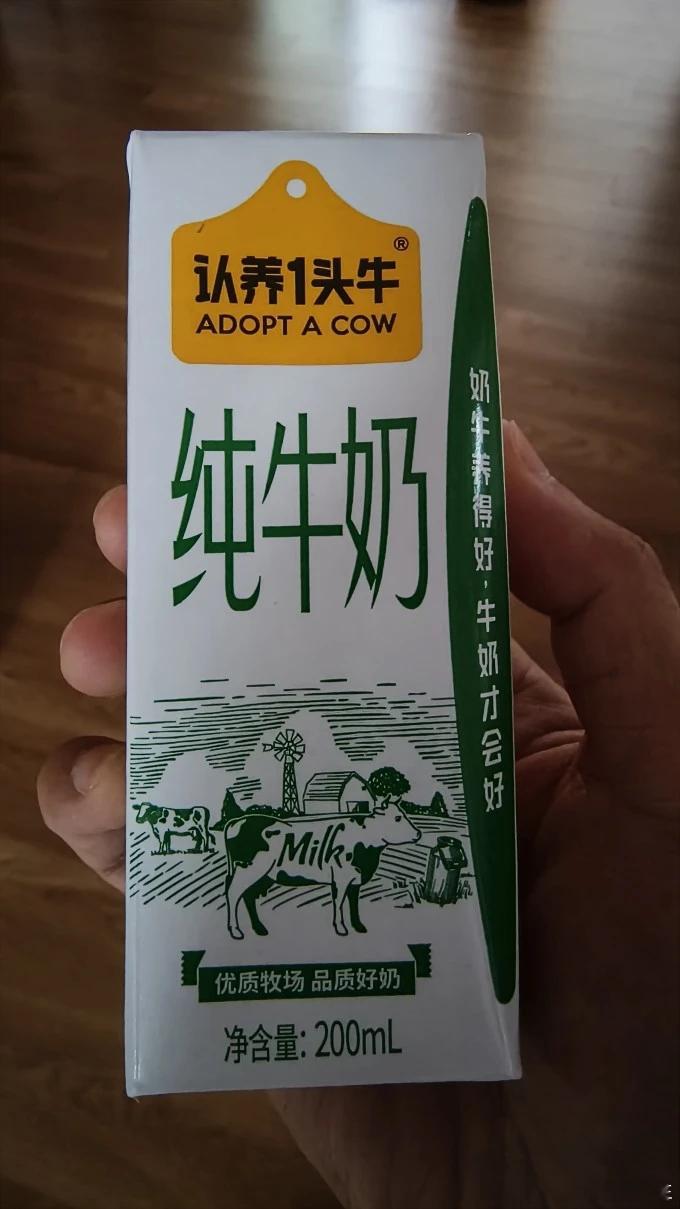 认养1头牛®
ADOPT A COW
纯牛奶
奶牛养得好，牛奶才会好
Milk
优质牧场 品质好奶
净含量: 200mL